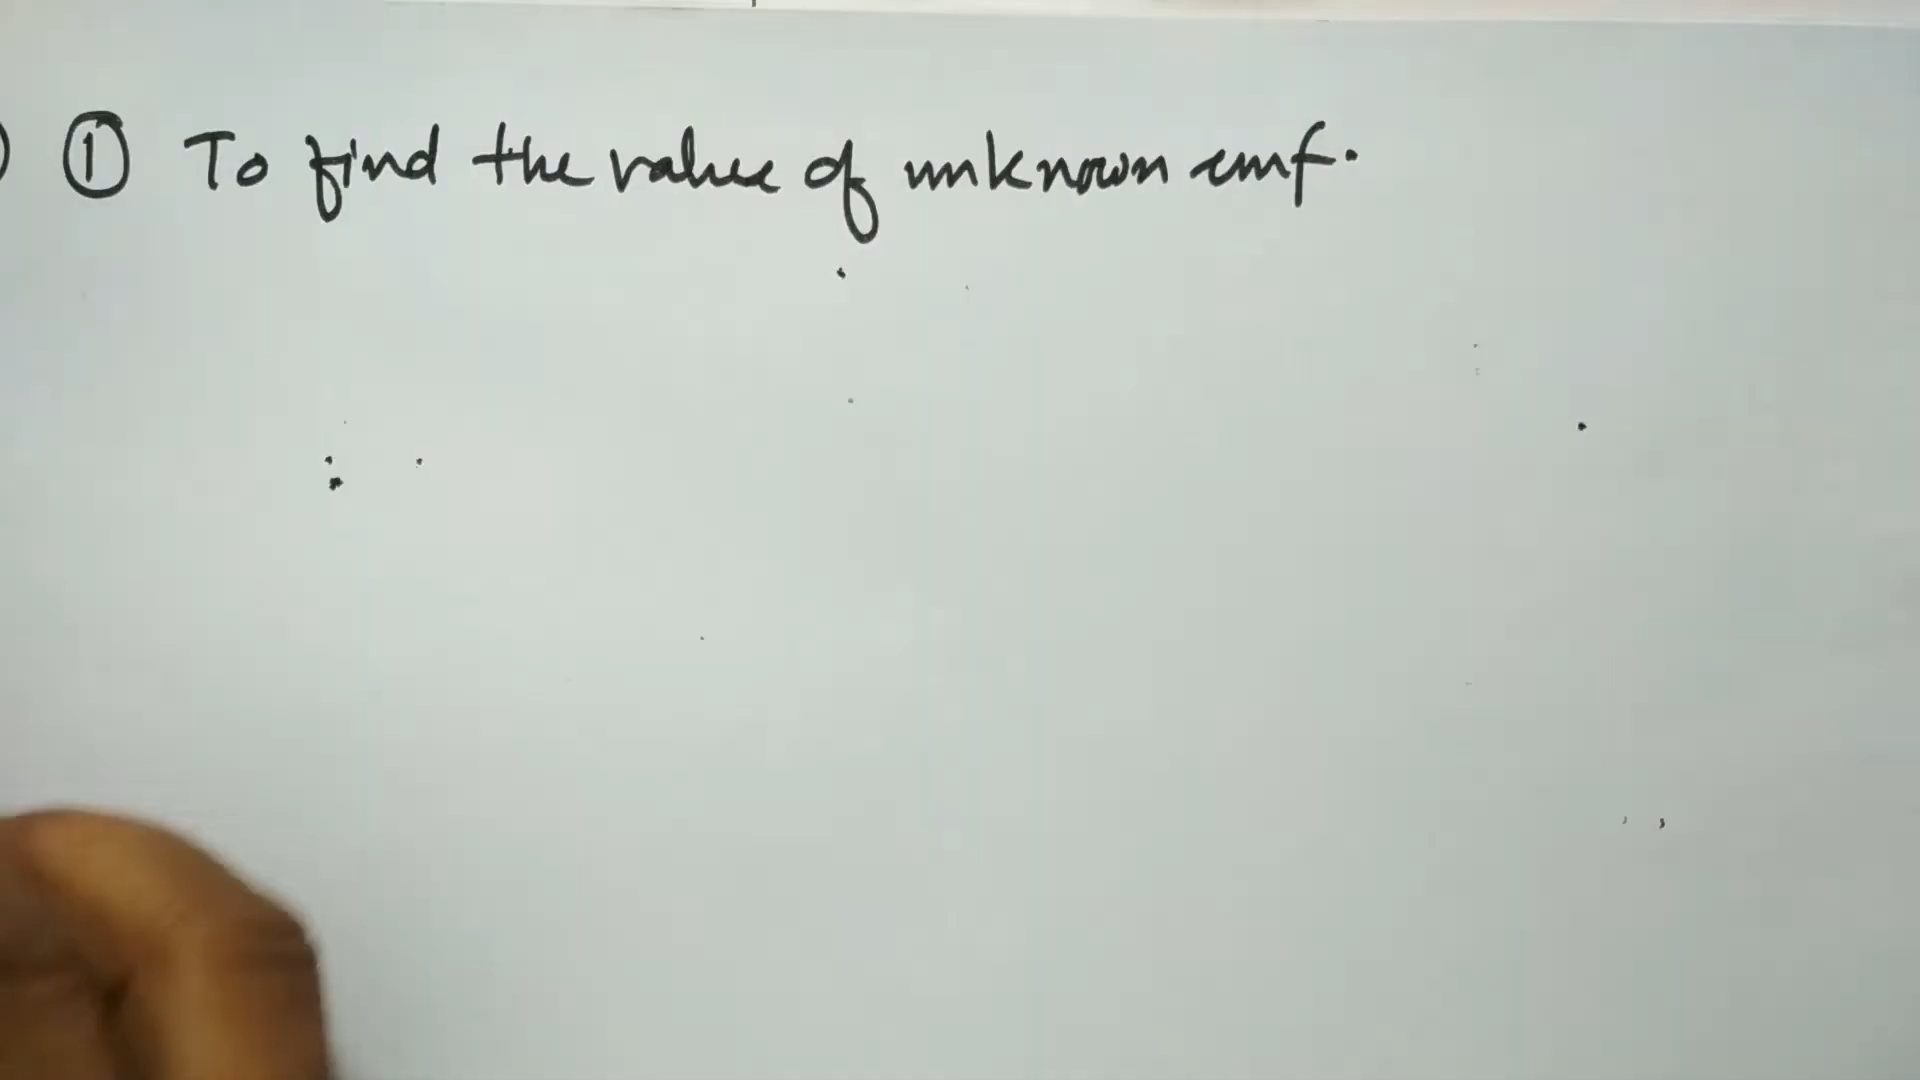 ① To find the value of unknown emf.